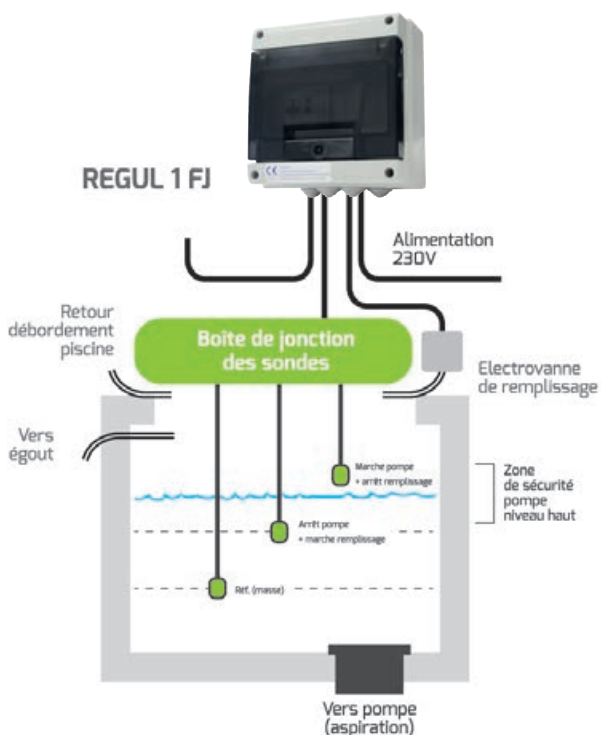 REGUL 1 FJ
Alimentation
230V
Retour
débordement
piscine
Boîte de jonction
des sondes
Electrovanne
de remplissage
Vers
égout
Marche pompe
+ arrêt remplissage
Zone
de sécurité
pompe
niveau haut
Arrêt pompe
+ marche remplissage
Réf. (masse)
Vers pompe
(aspiration)